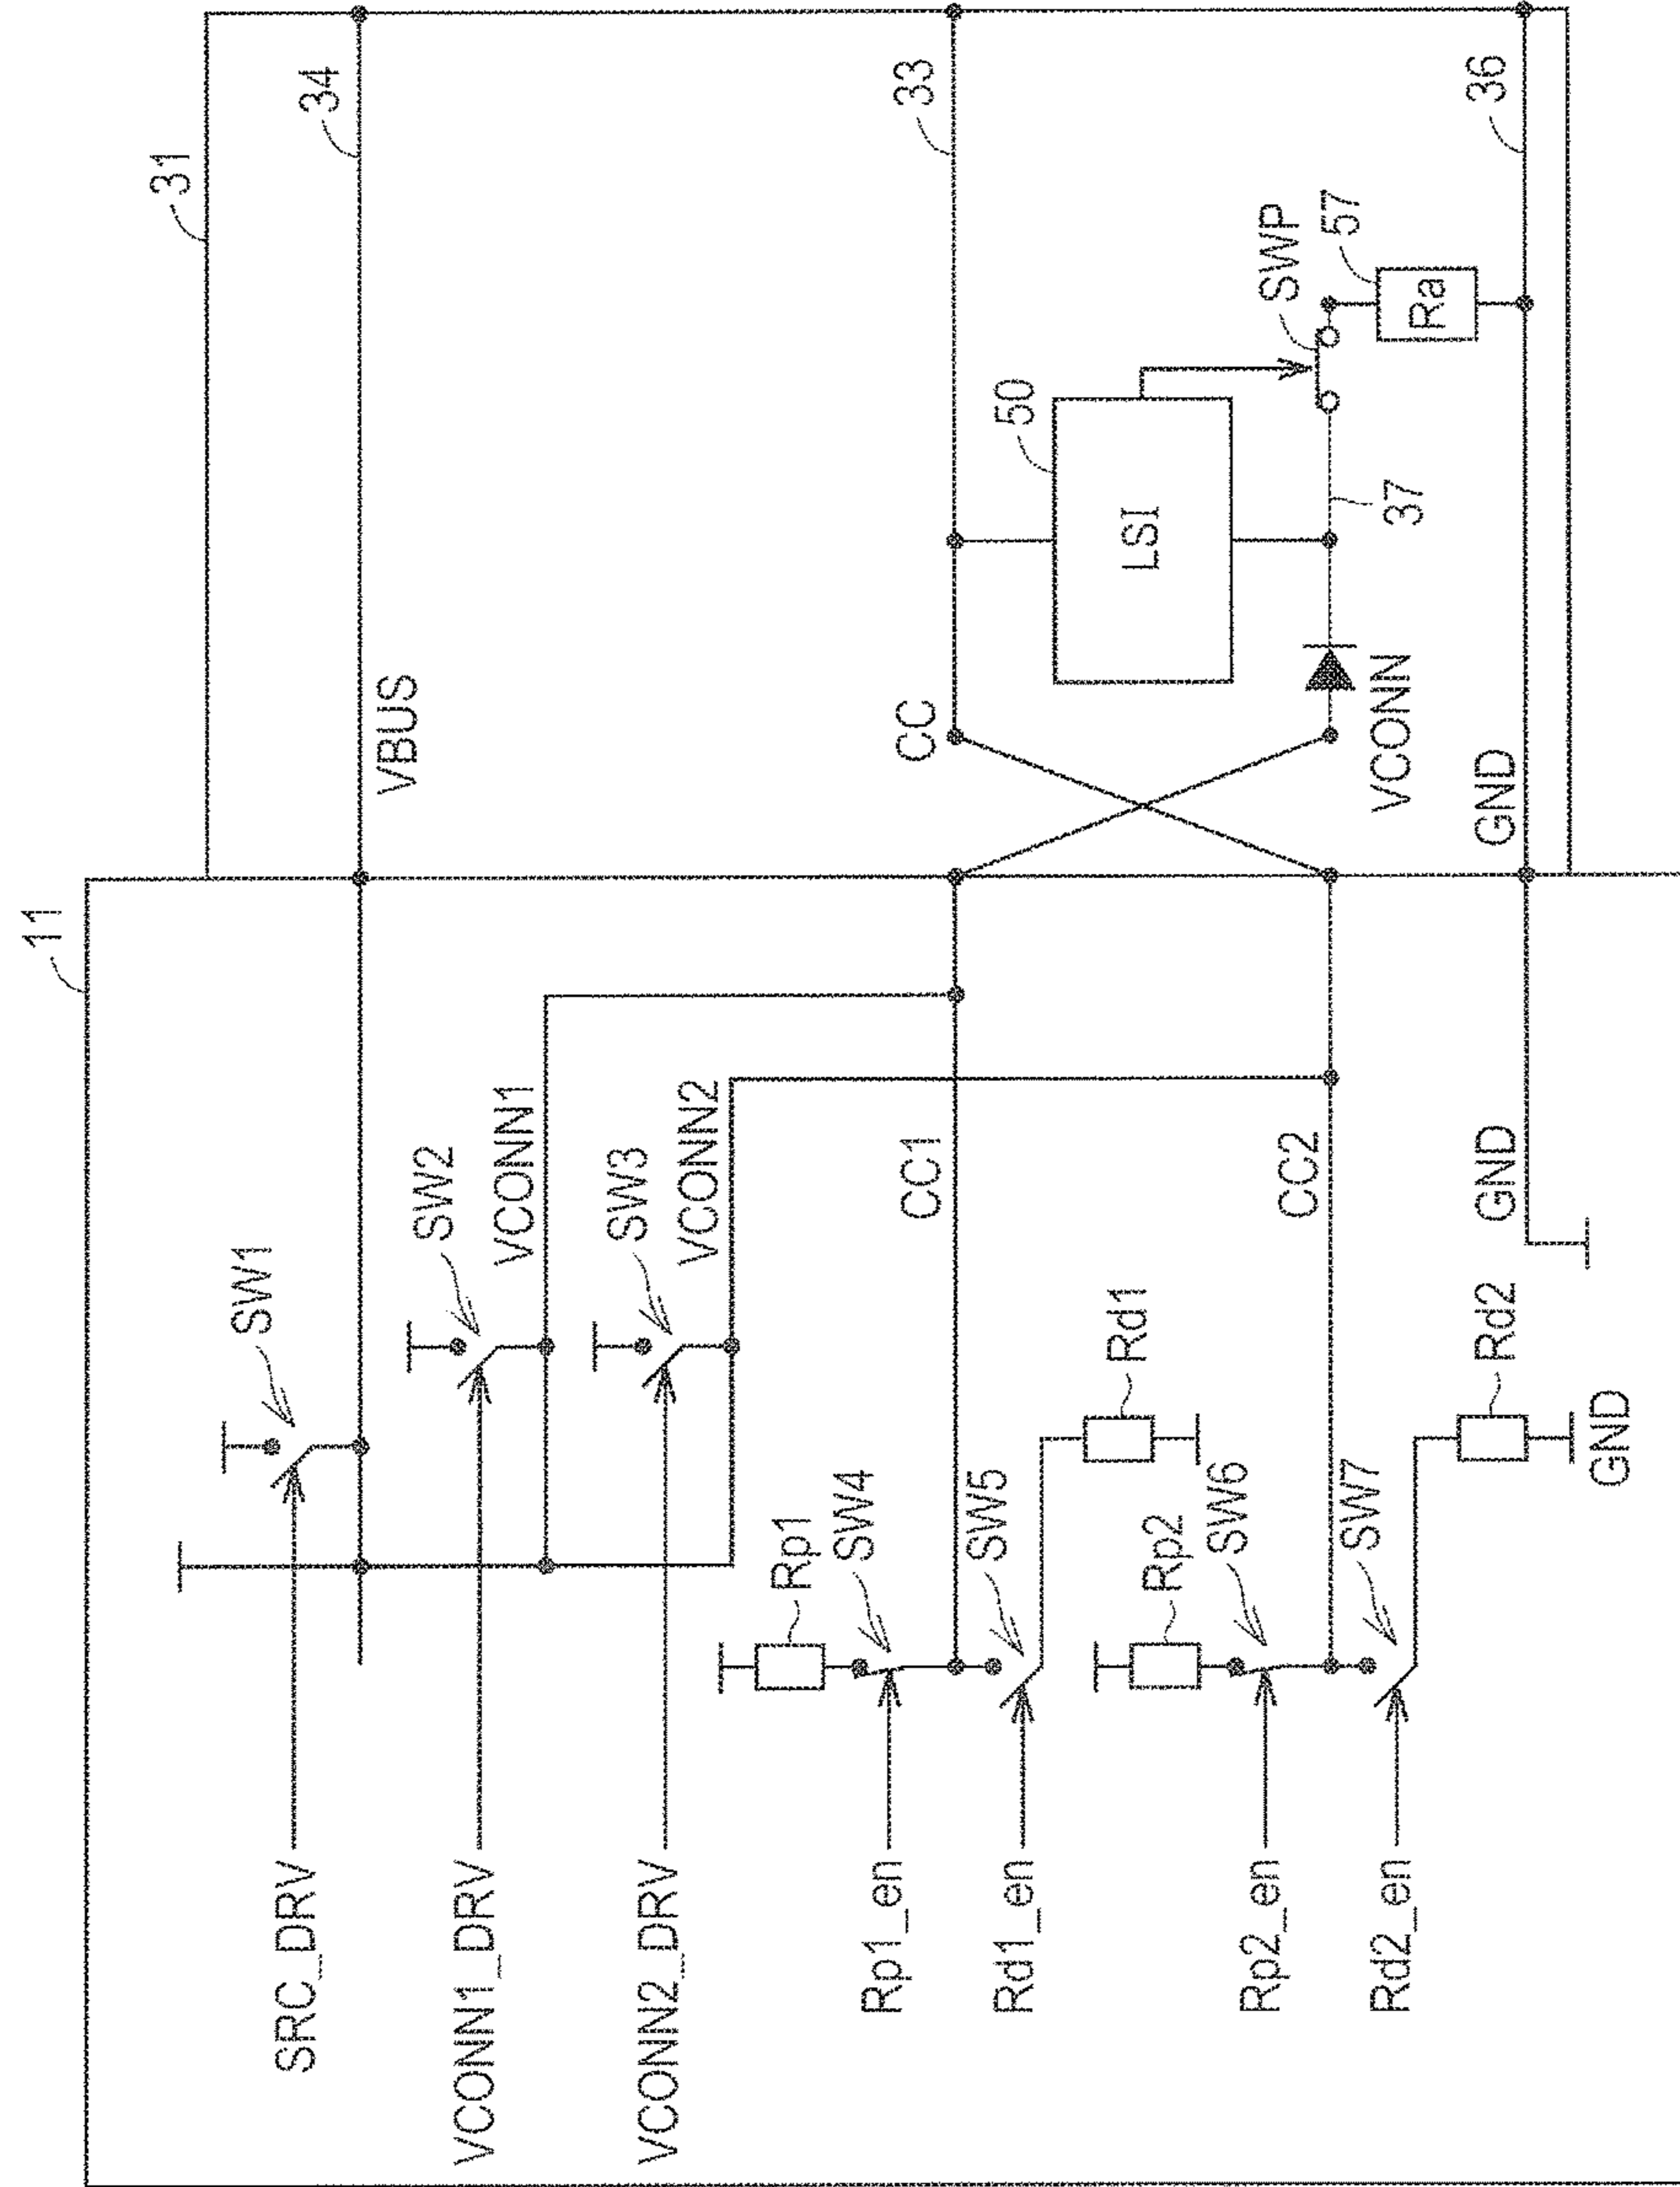 11
31
34
SW1
VBUS
SRC_DRV
SW2
VCONN1
VCONN1_DRV
SW3
VCONN2
VCONN2_DRV
Rp1
SW4
CC1
CC
33
Rp1_en
SW5
Rd1
Rd1_en
50
LSI
SWP
57
Ra
37
VCONN
Rp2
SW6
CC2
Rp2_en
SW7
Rd2
Rd2_en
GND
GND
GND
36